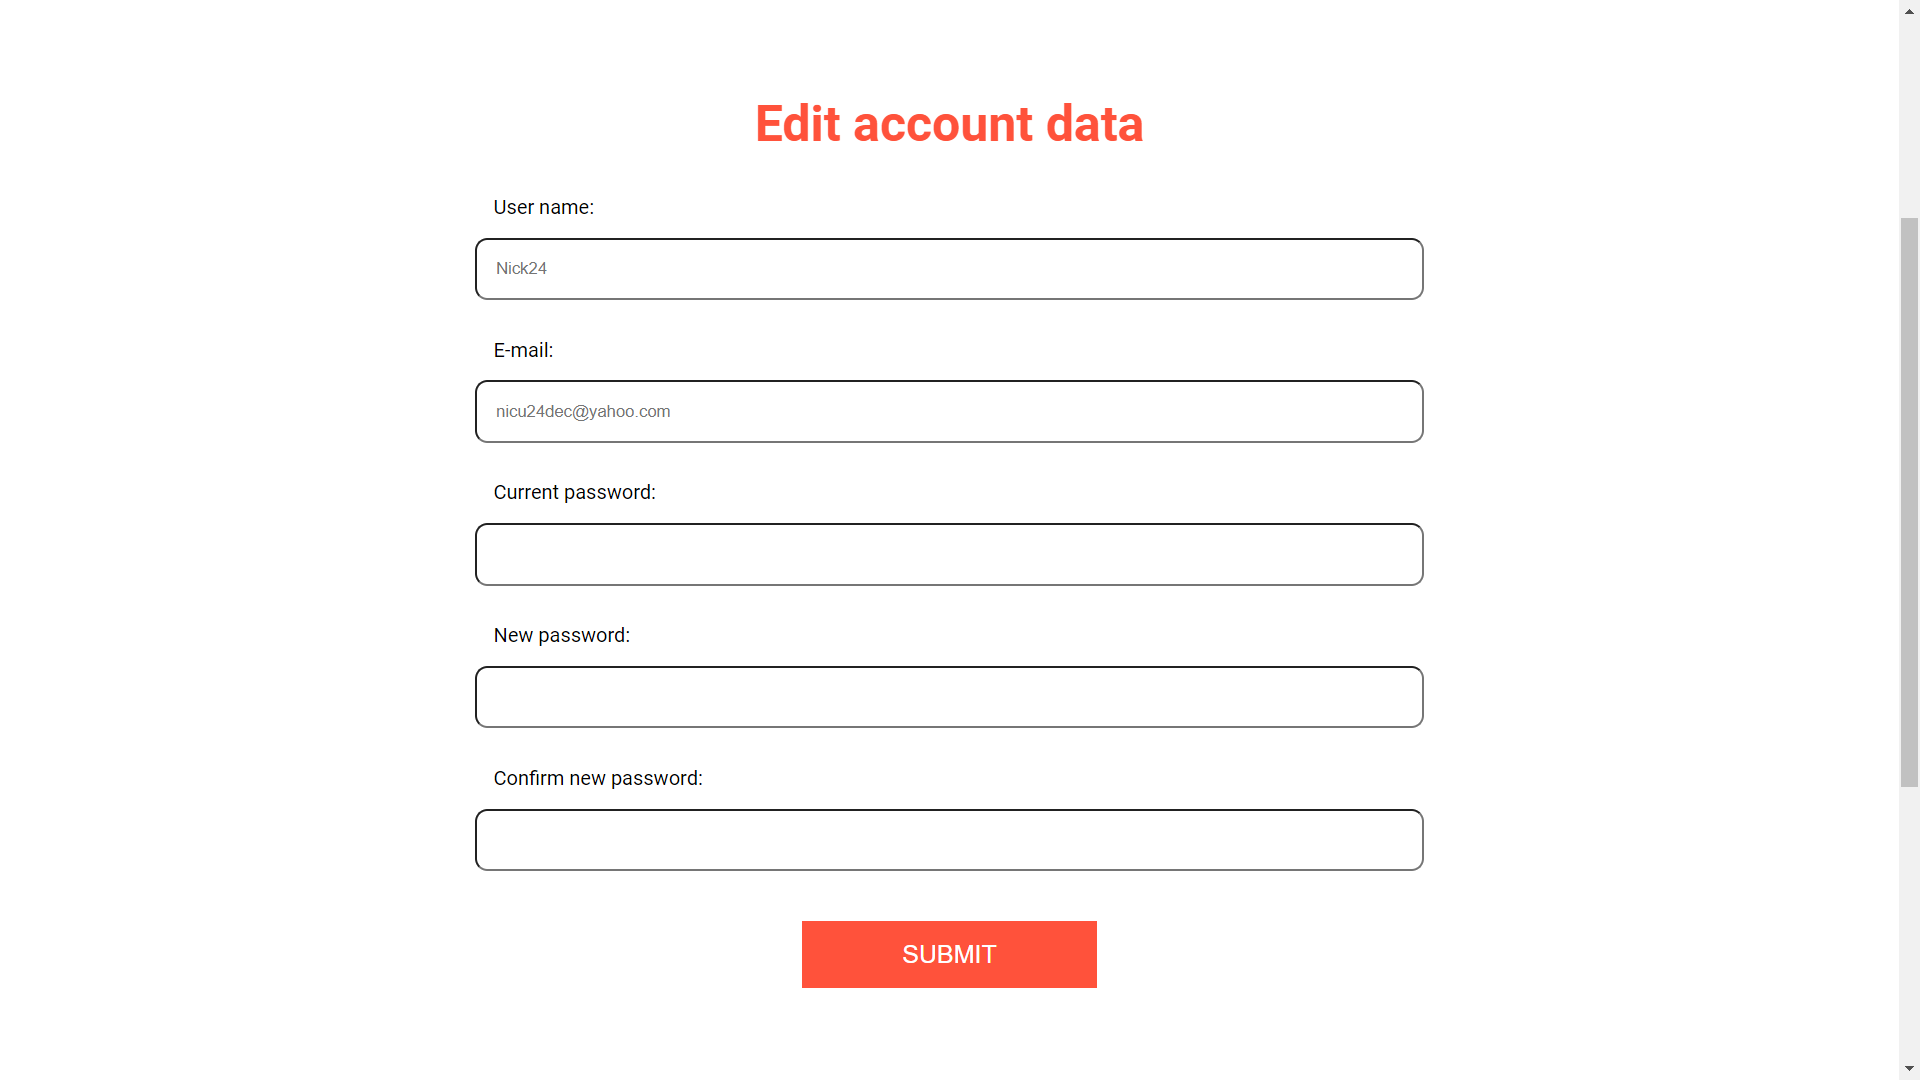 Edit account data
User name:
Nick24
E-mail:
nicu24dec@yahoo.com
Current password:
New password:
Confirm new password:
SUBMIT